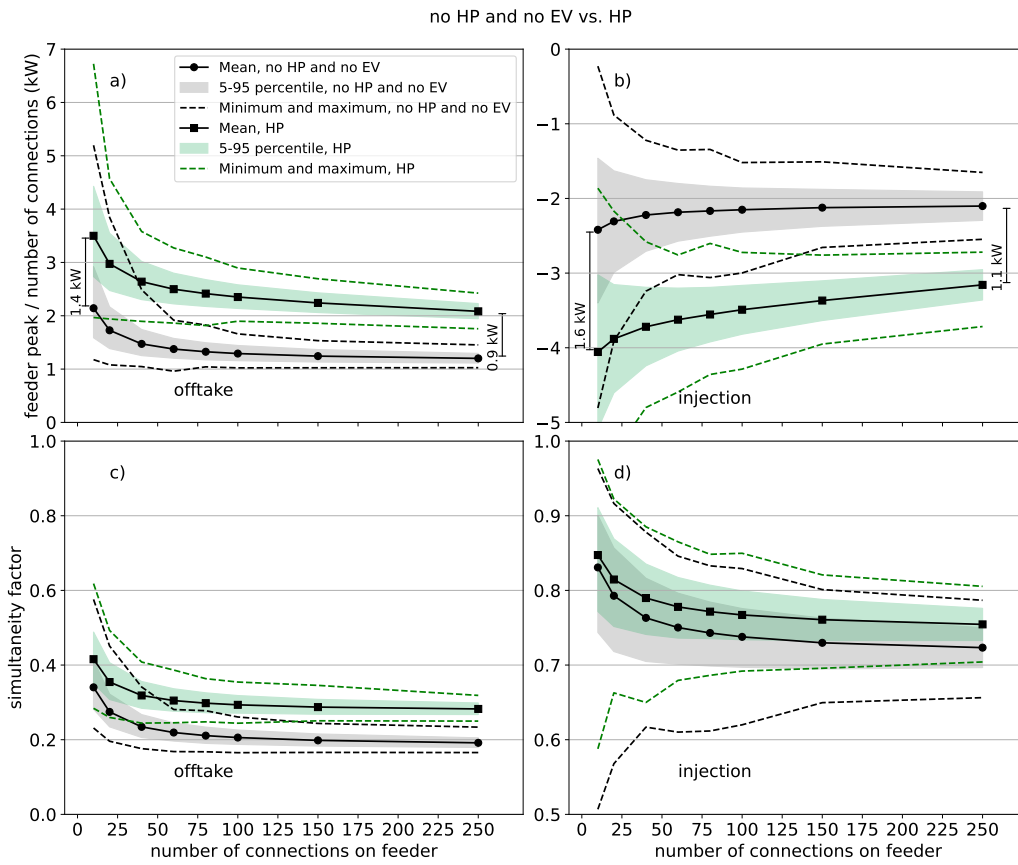 no HP and no EV vs. HP
feeder peak / number of connections (kW)
7
6
5
4
3
2
1
0
a)
Mean, no HP and no EV
5-95 percentile, no HP and no EV
Minimum and maximum, no HP and no EV
Mean, HP
5-95 percentile, HP
Minimum and maximum, HP
1.4 kW
0.9 kW
offtake
0
−1
−2
−3
−4
−5
b)
1.6 kW
1.1 kW
injection
simultaneity factor
1.0
0.8
0.6
0.4
0.2
0.0
c)
offtake
0 25 50 75 100 125 150 175 200 225 250
number of connections on feeder
1.0
0.9
0.8
0.7
0.6
0.5
d)
injection
0 25 50 75 100 125 150 175 200 225 250
number of connections on feeder